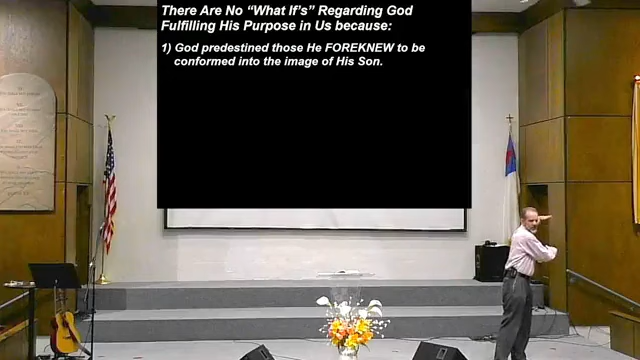 There Are No “What If’s” Regarding God
Fulfilling His Purpose in Us because:
1) God predestined those He FOREKNEW to be
conformed into the image of His Son.